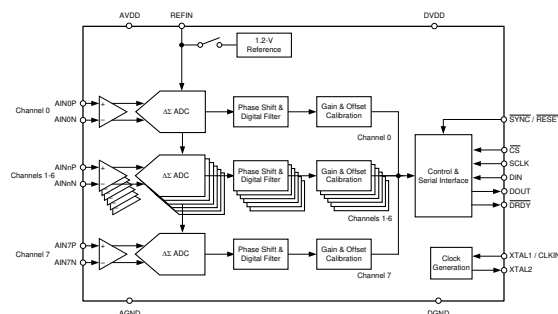 AVDD
REFIN
DVDD
1.2-V
Reference
Channel 0
AIN0P
AIN0N
+
−
ΔΣ ADC
Phase Shift &
Digital Filter
Gain & Offset
Calibration
Channel 0
SYNC / RESE
CS
SCLK
DIN
DOUT
DRDY
Control &
Serial Interface
Channels 1-6
AINnP
AINnN
+
−
ΔΣ ADC
Phase Shift &
Digital Filter
Gain & Offset
Calibration
Channels 1-6
Channel 7
AIN7P
AIN7N
+
−
ΔΣ ADC
Phase Shift &
Digital Filter
Gain & Offset
Calibration
Channel 7
Clock
Generation
XTAL1 / CLKIN
XTAL2
AGND
DGND